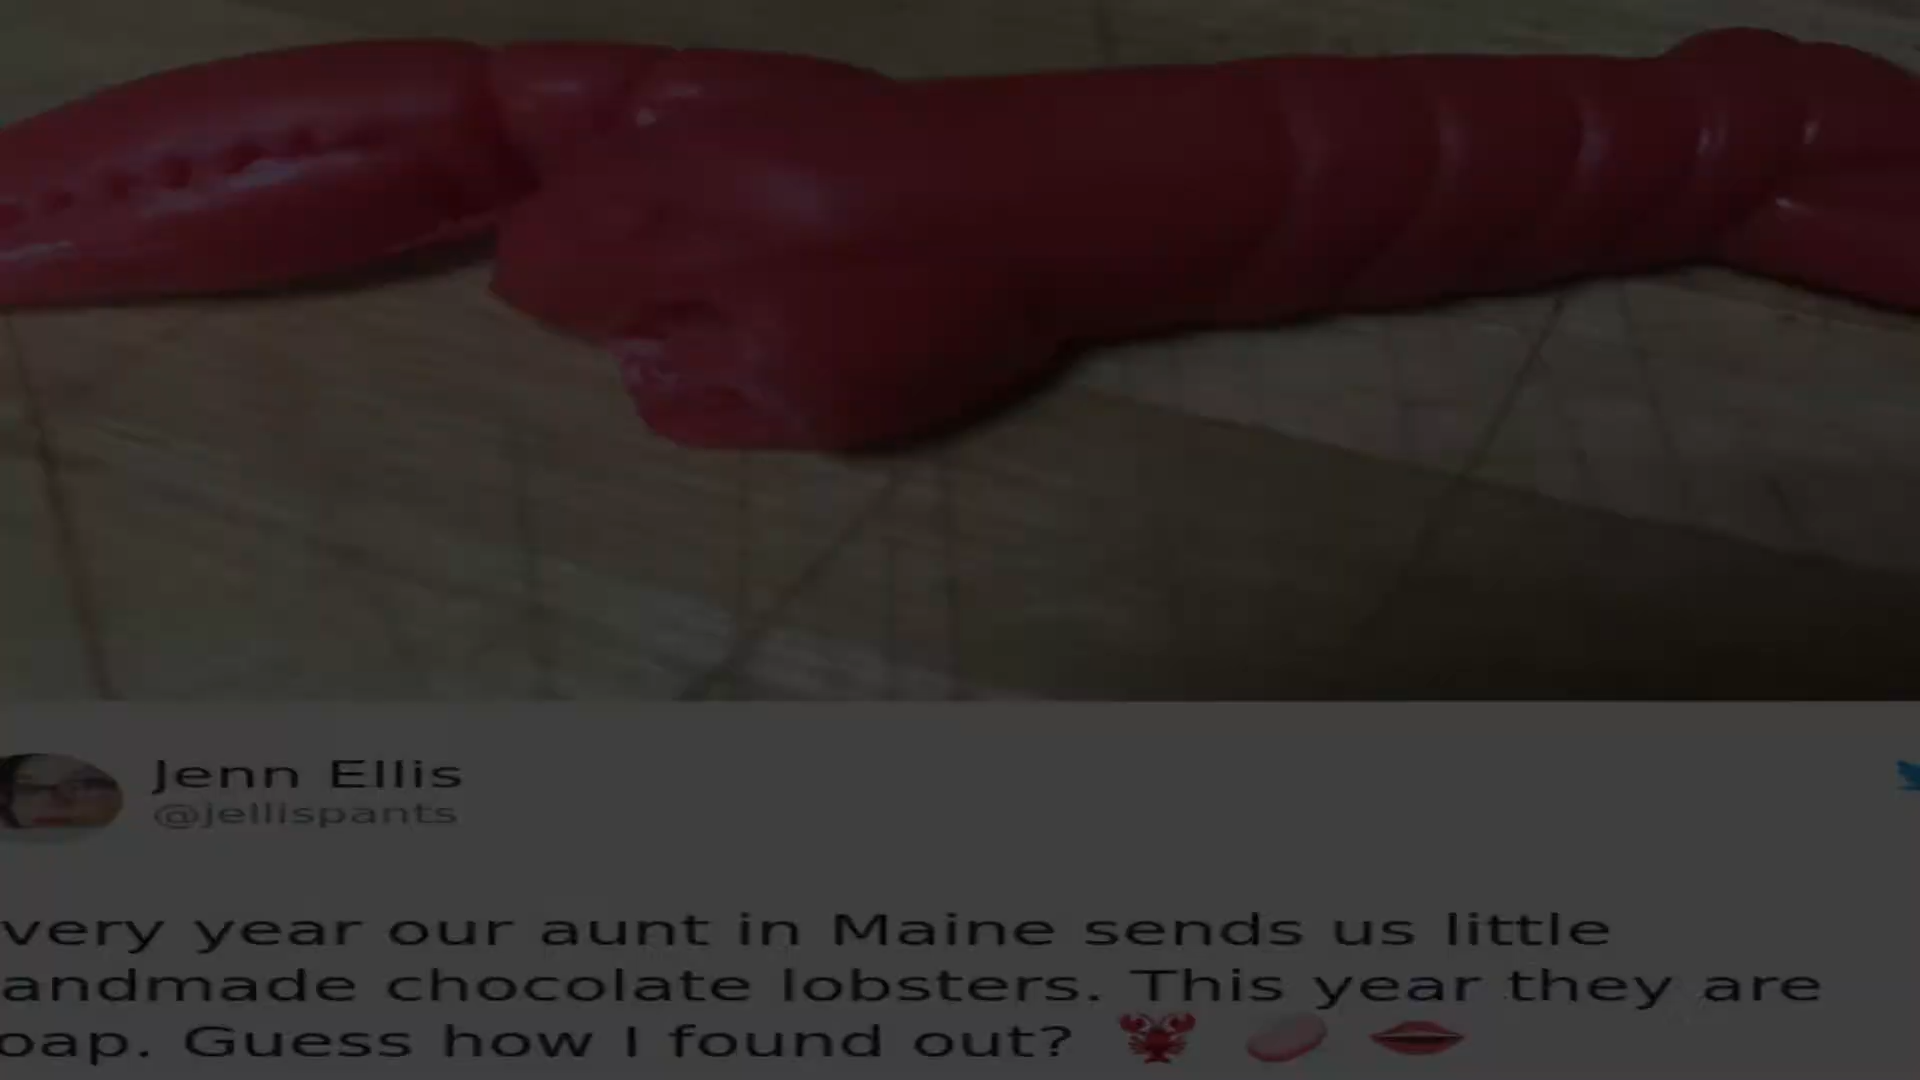 Jenn Ellis
@jellispants
very year our aunt in Maine sends us little
andmade chocolate lobsters. This year they are
oap. Guess how I found out? 🦞 🧼 👄